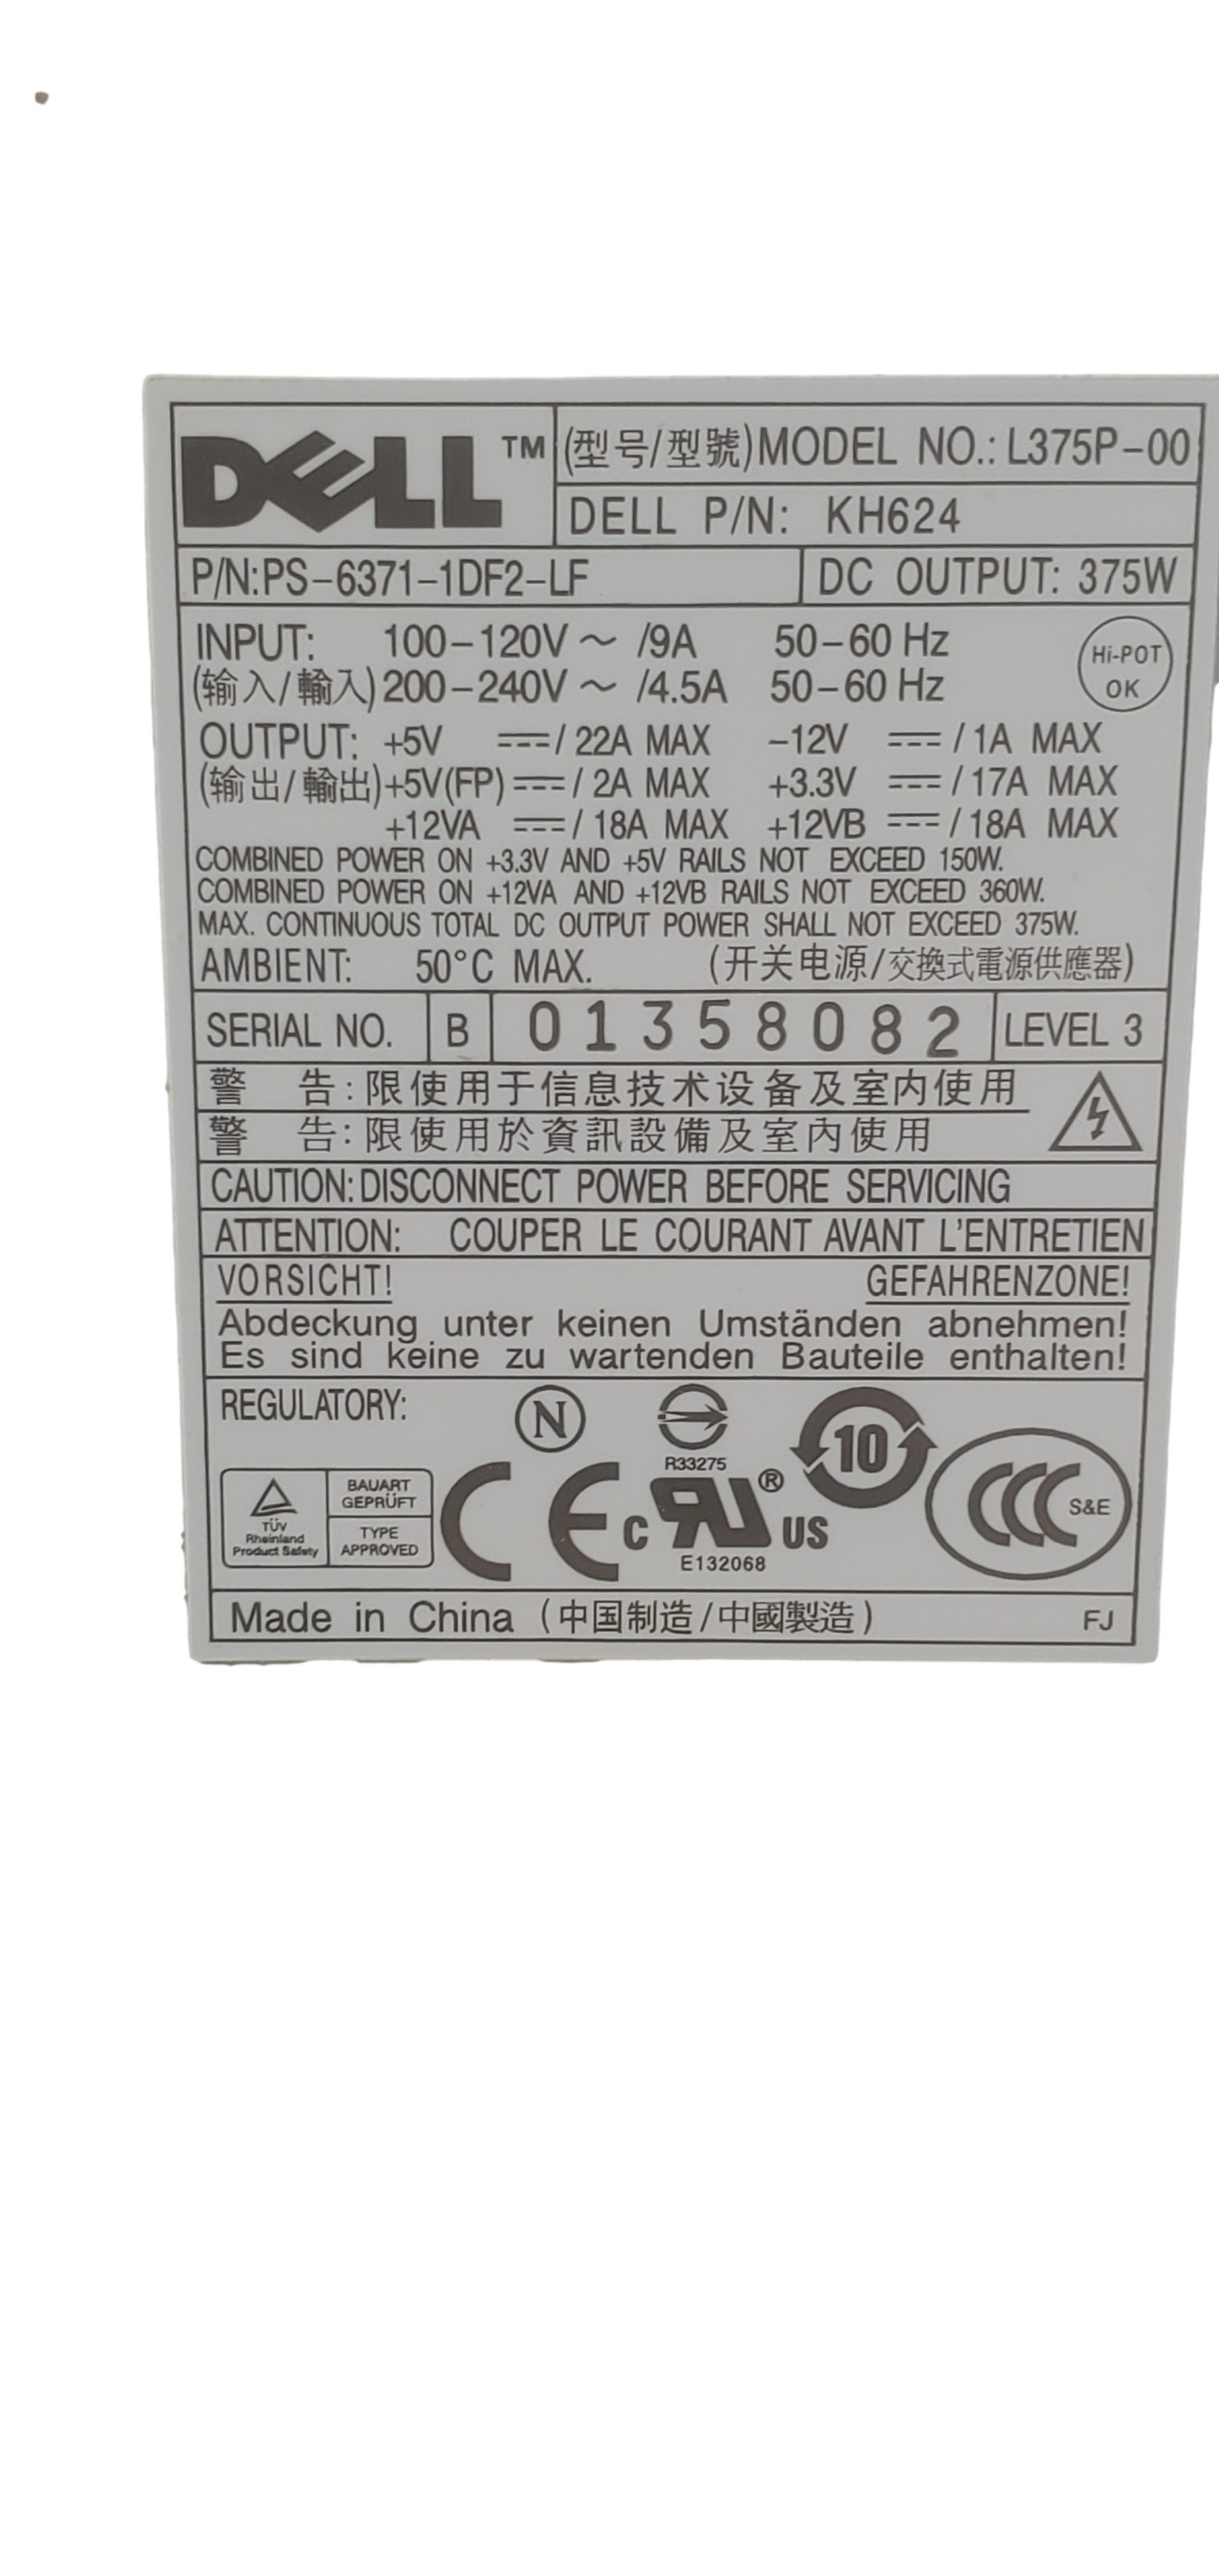 DELL™
(型号/型號)MODEL NO.: L375P-00
DELL P/N: KH624
P/N:PS-6371-1DF2-LF
DC OUTPUT: 375W
INPUT: 100-120V ~ /9A 50-60 Hz
(输入/輸入) 200-240V ~ /4.5A 50-60 Hz
Hi-POT
OK
OUTPUT: +5V ⎓/ 22A MAX -12V ⎓/ 1A MAX
(输出/輸出) +5V(FP) ⎓/ 2A MAX +3.3V ⎓/ 17A MAX
+12VA ⎓/ 18A MAX +12VB ⎓/ 18A MAX
COMBINED POWER ON +3.3V AND +5V RAILS NOT EXCEED 150W.
COMBINED POWER ON +12VA AND +12VB RAILS NOT EXCEED 360W.
MAX. CONTINUOUS TOTAL DC OUTPUT POWER SHALL NOT EXCEED 375W.
AMBIENT: 50°C MAX. (开关电源/交換式電源供應器)
SERIAL NO. B 01358082 LEVEL 3
警 告: 限使用于信息技术设备及室内使用
警 告: 限使用於資訊設備及室內使用
CAUTION: DISCONNECT POWER BEFORE SERVICING
ATTENTION: COUPER LE COURANT AVANT L'ENTRETIEN
VORSICHT! GEFAHRENZONE!
Abdeckung unter keinen Umständen abnehmen!
Es sind keine zu wartenden Bauteile enthalten!
REGULATORY:
N
R33275
10
TÜV
Rheinland
Product Safety
BAUART
GEPRÜFT
TYPE
APPROVED
CE
c RU® US
E132068
CCC S&E
Made in China (中国制造/中國製造) FJ